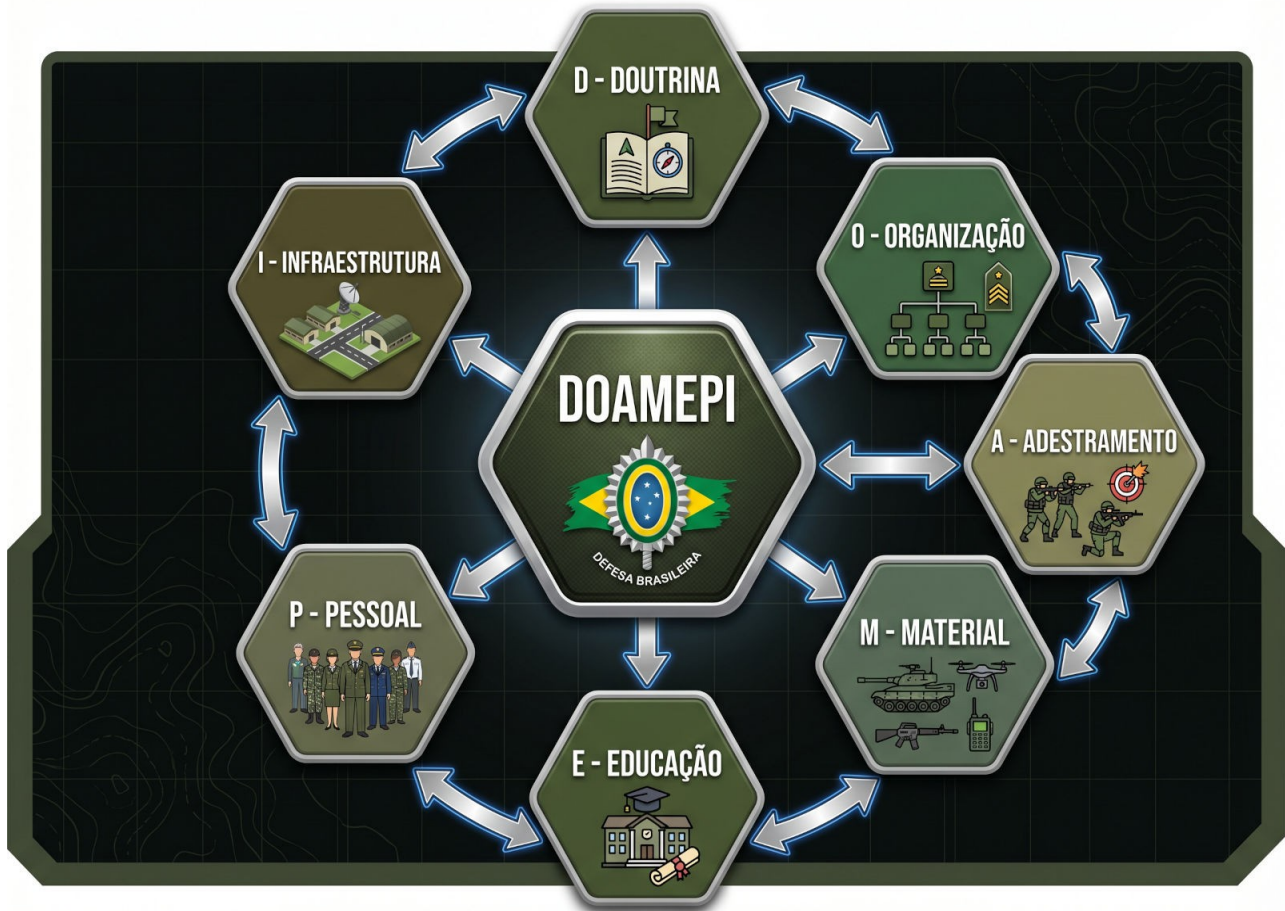 D - DOUTRINA
O - ORGANIZAÇÃO
I - INFRAESTRUTURA
DOAMEPI
DEFESA BRASILEIRA
A - ADESTRAMENTO
P - PESSOAL
M - MATERIAL
E - EDUCAÇÃO